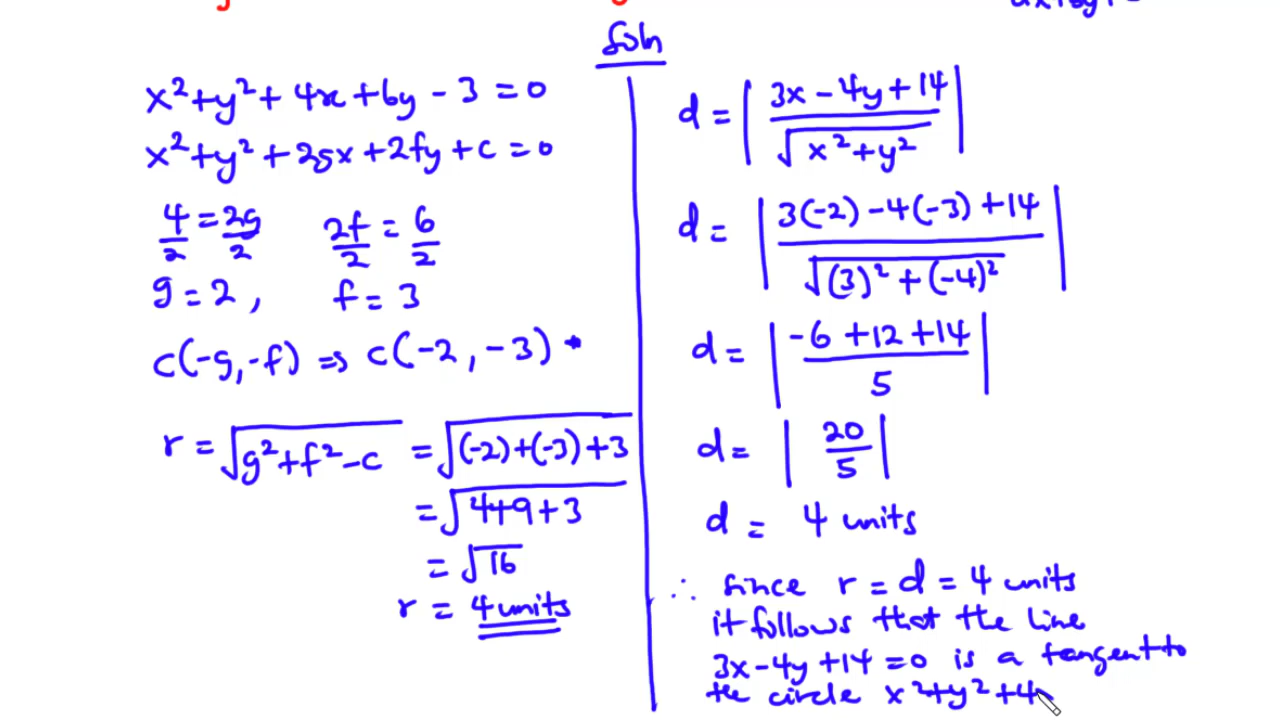 Soln
x²+y²+4x+6y-3=0
x²+y²+2gx+2fy+c=0
4/2=2g/2 2f/2=6/2
g=2, f=3
c(-g,-f) ⇒ c(-2,-3)
r=√(g²+f²-c) =√((-2)+(-3)+3)
=√(4+9+3)
=√16
r = 4 units
d=|(3x-4y+14)/√(x²+y²)|
d=|(3(-2)-4(-3)+14)/√((3)²+(-4)²)|
d=|(-6+12+14)/5|
d=|20/5|
d = 4 units
∴ since r=d=4 units
it follows that the line
3x-4y+14=0 is a tangent to
the circle x²+y²+4